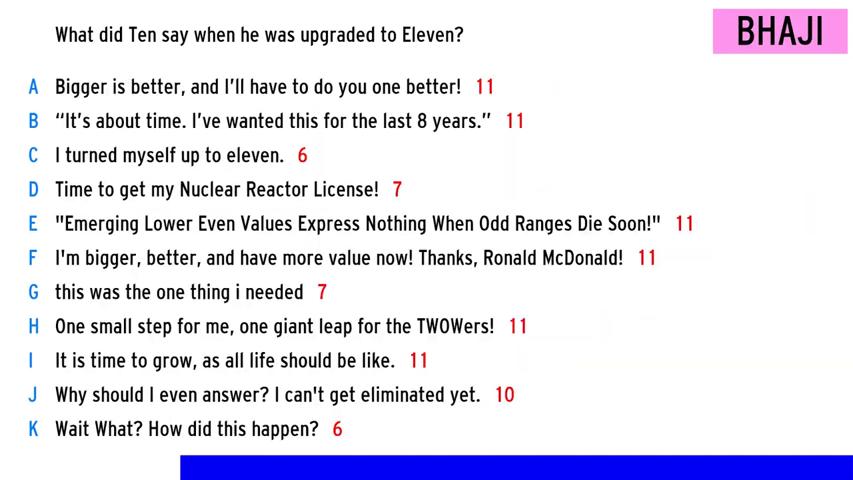 What did Ten say when he was upgraded to Eleven?
BHAJI
A Bigger is better, and I'll have to do you one better! 11
B “It's about time. I've wanted this for the last 8 years.” 11
C I turned myself up to eleven. 6
D Time to get my Nuclear Reactor License! 7
E "Emerging Lower Even Values Express Nothing When Odd Ranges Die Soon!" 11
F I'm bigger, better, and have more value now! Thanks, Ronald McDonald! 11
G this was the one thing i needed 7
H One small step for me, one giant leap for the TWOWers! 11
I It is time to grow, as all life should be like. 11
J Why should I even answer? I can't get eliminated yet. 10
K Wait What? How did this happen? 6